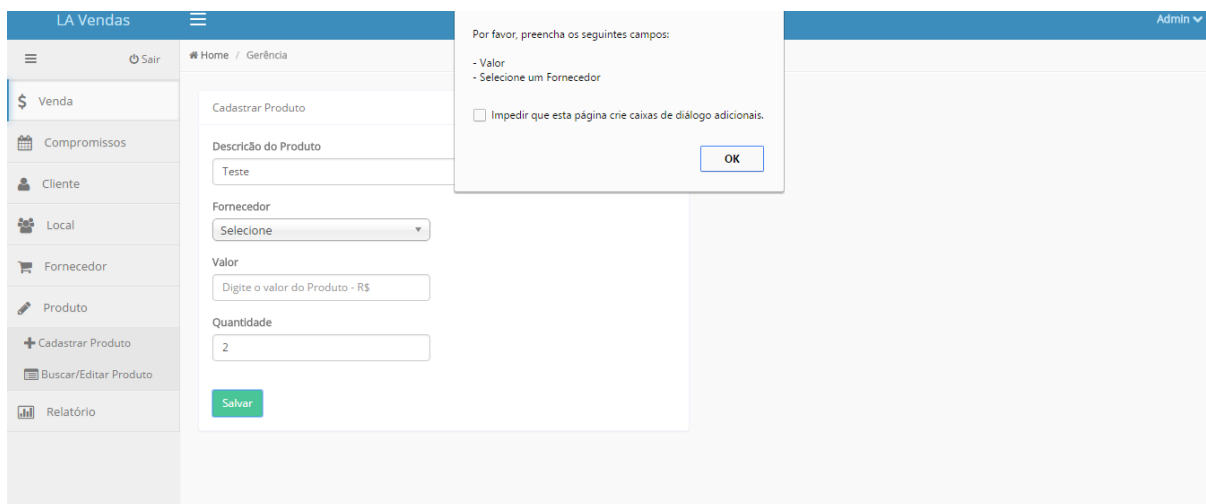 LA Vendas
Admin
Sair
Home / Gerência
Por favor, preencha os seguintes campos:
- Valor
- Selecione um Fornecedor
Impedir que esta página crie caixas de diálogo adicionais.
OK
Venda
Compromissos
Cliente
Local
Fornecedor
Produto
Cadastrar Produto
Buscar/Editar Produto
Relatório
Cadastrar Produto
Descricão do Produto
Teste
Fornecedor
Selecione
Valor
Digite o valor do Produto - R$
Quantidade
2
Salvar